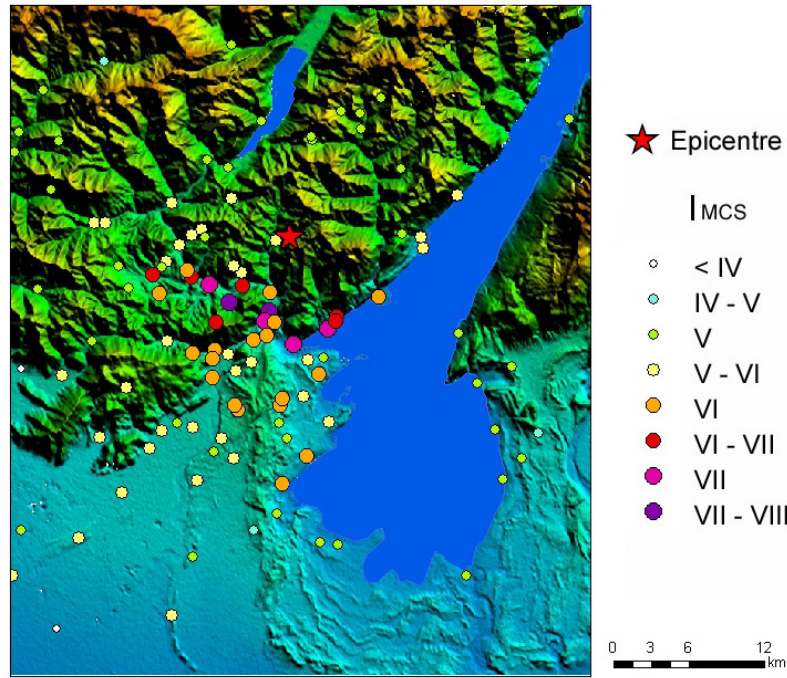 Epicentre
I MCS
< IV
IV - V
V
V - VI
VI
VI - VII
VII
VII - VIII
0 3 6 12
km